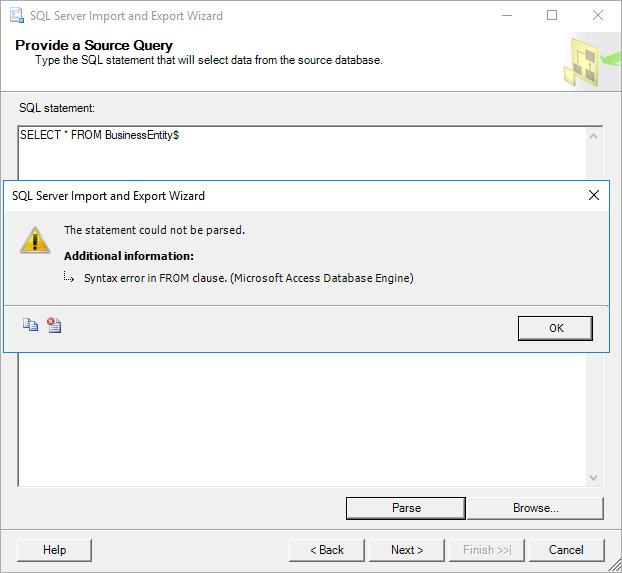 SQL Server Import and Export Wizard
Provide a Source Query
Type the SQL statement that will select data from the source database.
SQL statement:
SELECT * FROM BusinessEntity$
SQL Server Import and Export Wizard
The statement could not be parsed.
Additional information:
Syntax error in FROM clause. (Microsoft Access Database Engine)
OK
Parse
Browse...
Help
< Back
Next >
Finish >>|
Cancel